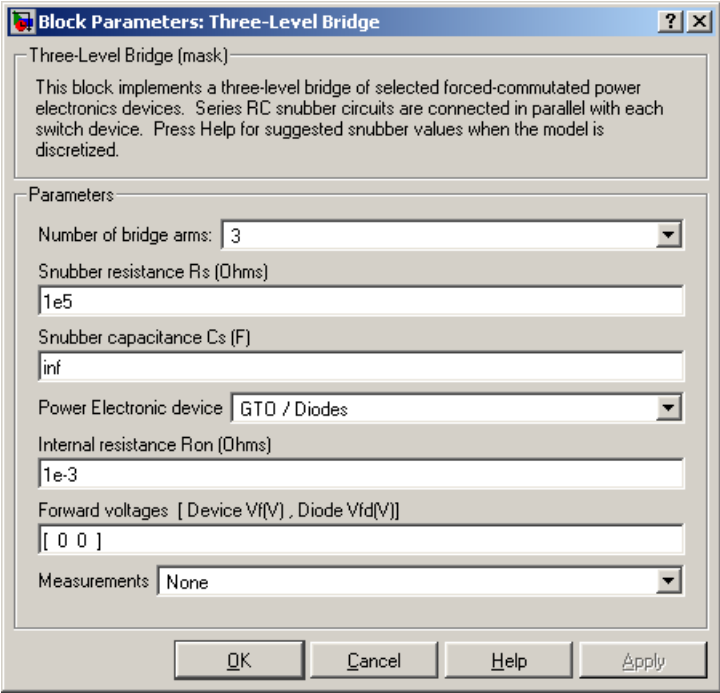 Block Parameters: Three-Level Bridge
Three-Level Bridge (mask)
This block implements a three-level bridge of selected forced-commutated power
electronics devices.  Series RC snubber circuits are connected in parallel with each
switch device.  Press Help for suggested snubber values when the model is
discretized.
Parameters
Number of bridge arms: 3
Snubber resistance Rs (Ohms)
1e5
Snubber capacitance Cs (F)
inf
Power Electronic device GTO / Diodes
Internal resistance Ron (Ohms)
1e-3
Forward voltages  [ Device Vf(V) , Diode Vfd(V)]
[ 0 0 ]
Measurements None
OK Cancel Help Apply